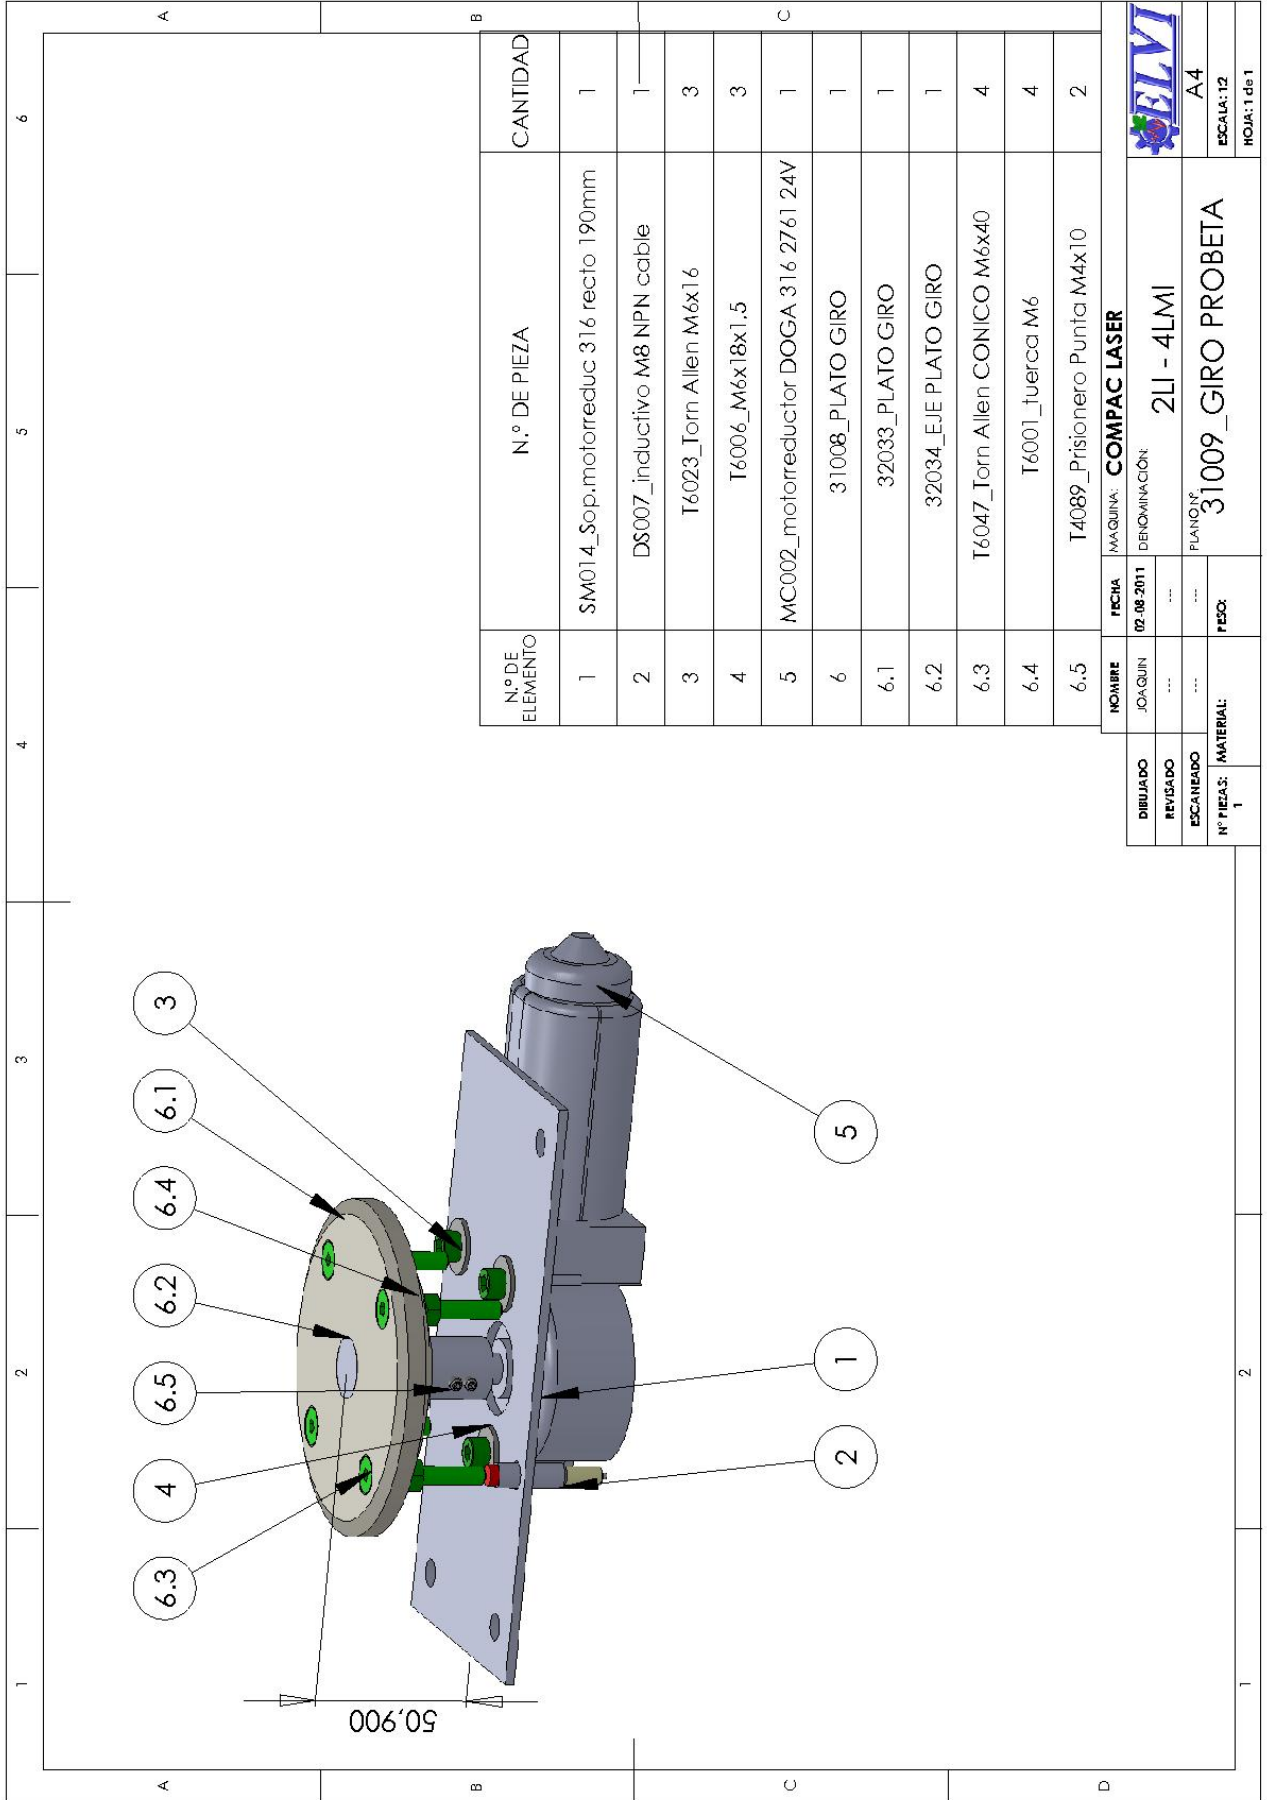 1
2
3
4
5
6
A
B
C
D
A
B
C
1
2
6.3
4
6.5
6.2
6.4
6.1
3
2
1
5
50,900
N.º DE ELEMENTO
N.º DE PIEZA
CANTIDAD
1 SM014_Sop.motorreduc 316 recto 190mm 1
2 DS007_inductivo M8 NPN cable 1
3 T6023_Torn Allen M6x16 3
4 T6006_M6x18x1.5 3
5 MC002_motorreductor DOGA 316 2761 24V 1
6 31008_PLATO GIRO 1
6.1 32033_PLATO GIRO 1
6.2 32034_EJE PLATO GIRO 1
6.3 T6047_Torn Allen CONICO M6x40 4
6.4 T6001_tuerca M6 4
6.5 T4089_Prisionero Punta M4x10 2
NOMBRE FECHA MAQUINA: COMPAC LASER
DIBUJADO JOAQUIN 02-08-2011 DENOMINACIÓN:
2LI - 4LMI
REVISADO --- ---
ESCANEADO --- --- PLANO Nº
31009_GIRO PROBETA
Nº PIEZAS: 1
MATERIAL:
PESO:
ELVI
A4
ESCALA: 12
HOJA: 1 de 1